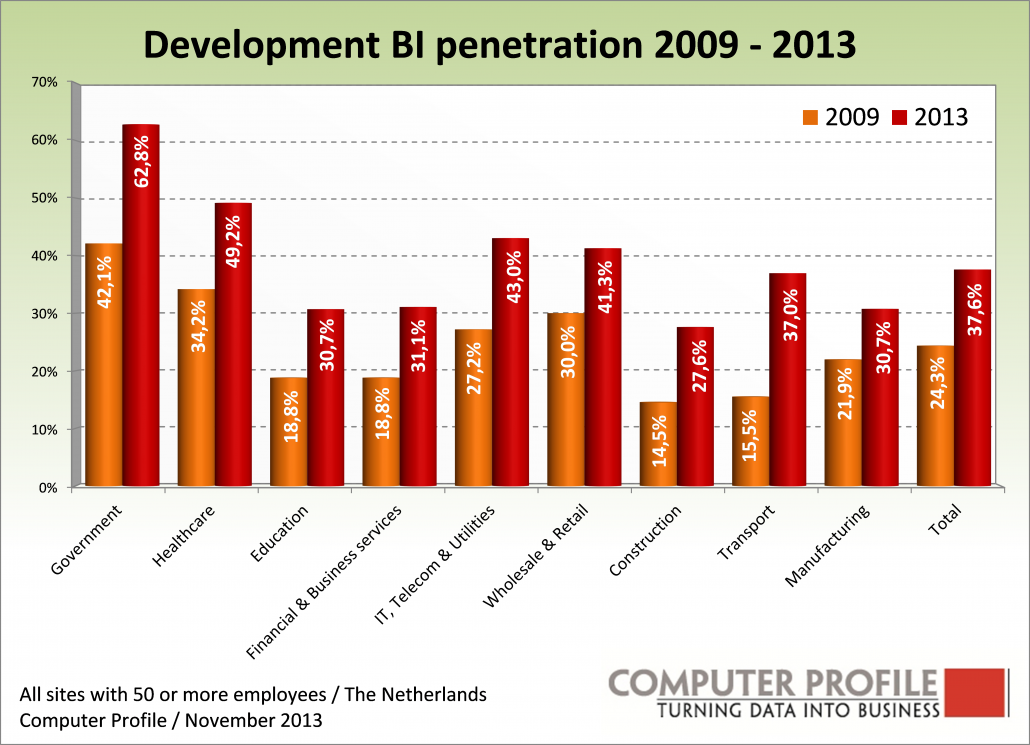 Development BI penetration 2009 - 2013
70%
60%
50%
40%
30%
20%
10%
0%
2009 2013
42,1% 62,8%
34,2% 49,2%
18,8% 30,7%
18,8% 31,1%
27,2% 43,0%
30,0% 41,3%
14,5% 27,6%
15,5% 37,0%
21,9% 30,7%
24,3% 37,6%
Government
Healthcare
Education
Financial & Business services
IT, Telecom & Utilities
Wholesale & Retail
Construction
Transport
Manufacturing
Total
All sites with 50 or more employees / The Netherlands
Computer Profile / November 2013
COMPUTER PROFILE
TURNING DATA INTO BUSINESS